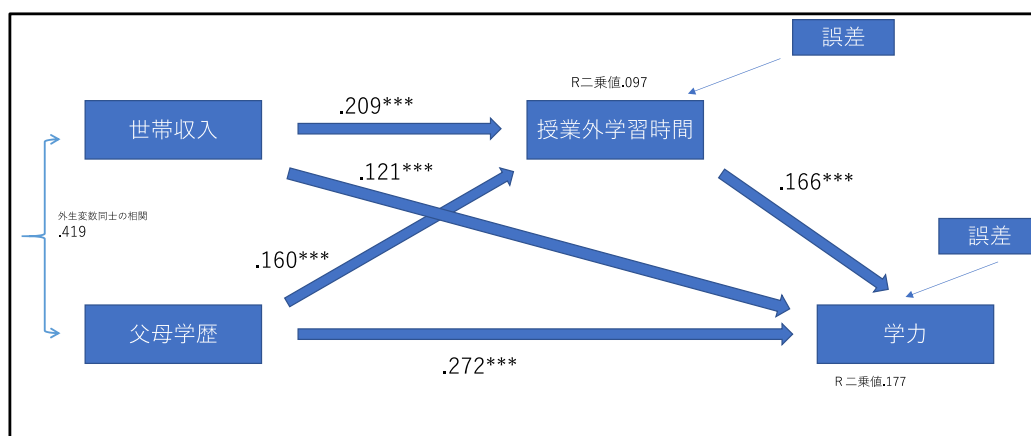 誤差
R二乗値.097
.209***
世帯収入
授業外学習時間
.121***
.166***
外生変数同士の相関
.419
誤差
.160***
父母学歴
学力
.272***
R二乗値.177